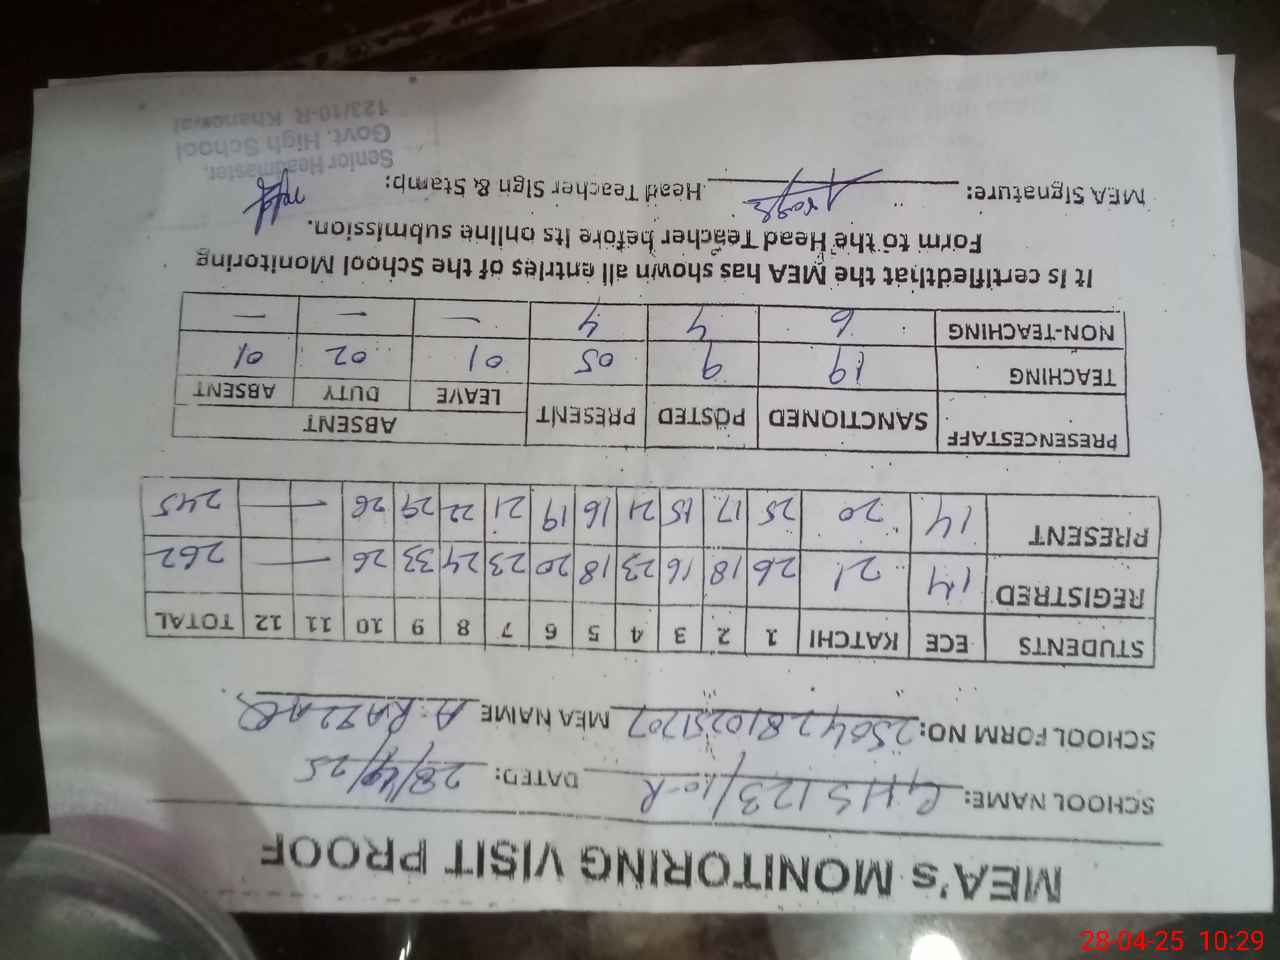 MEA's MONITORING VISIT PROOF
SCHOOL NAME: GHS 123/10-R DATED: 28/4/25
SCHOOL FORM NO: 25042810251207 MEA NAME A. RAZZAQ
STUDENTS ECE KATCHI 1 2 3 4 5 6 7 8 9 10 11 12 TOTAL
REGISTRED 14 21 26 18 16 23 18 20 23 24 33 26 — 262
PRESENT 14 20 25 17 15 21 16 19 21 22 29 26 — 245
PRESENCESTAFF SANCTIONED POSTED PRESENT ABSENT
LEAVE DUTY ABSENT
TEACHING 19 9 05 01 02 01
NON-TEACHING 6 4 4 — — —
It is certifiedthat the MEA has shown all entries of the School Monitoring
Form to the Head Teacher before its online submission.
MEA Signature: Head Teacher Sign & Stamp:
Senior Headmaster,
Govt. High School
123/10-R Khanewal
28-04-25 10:29